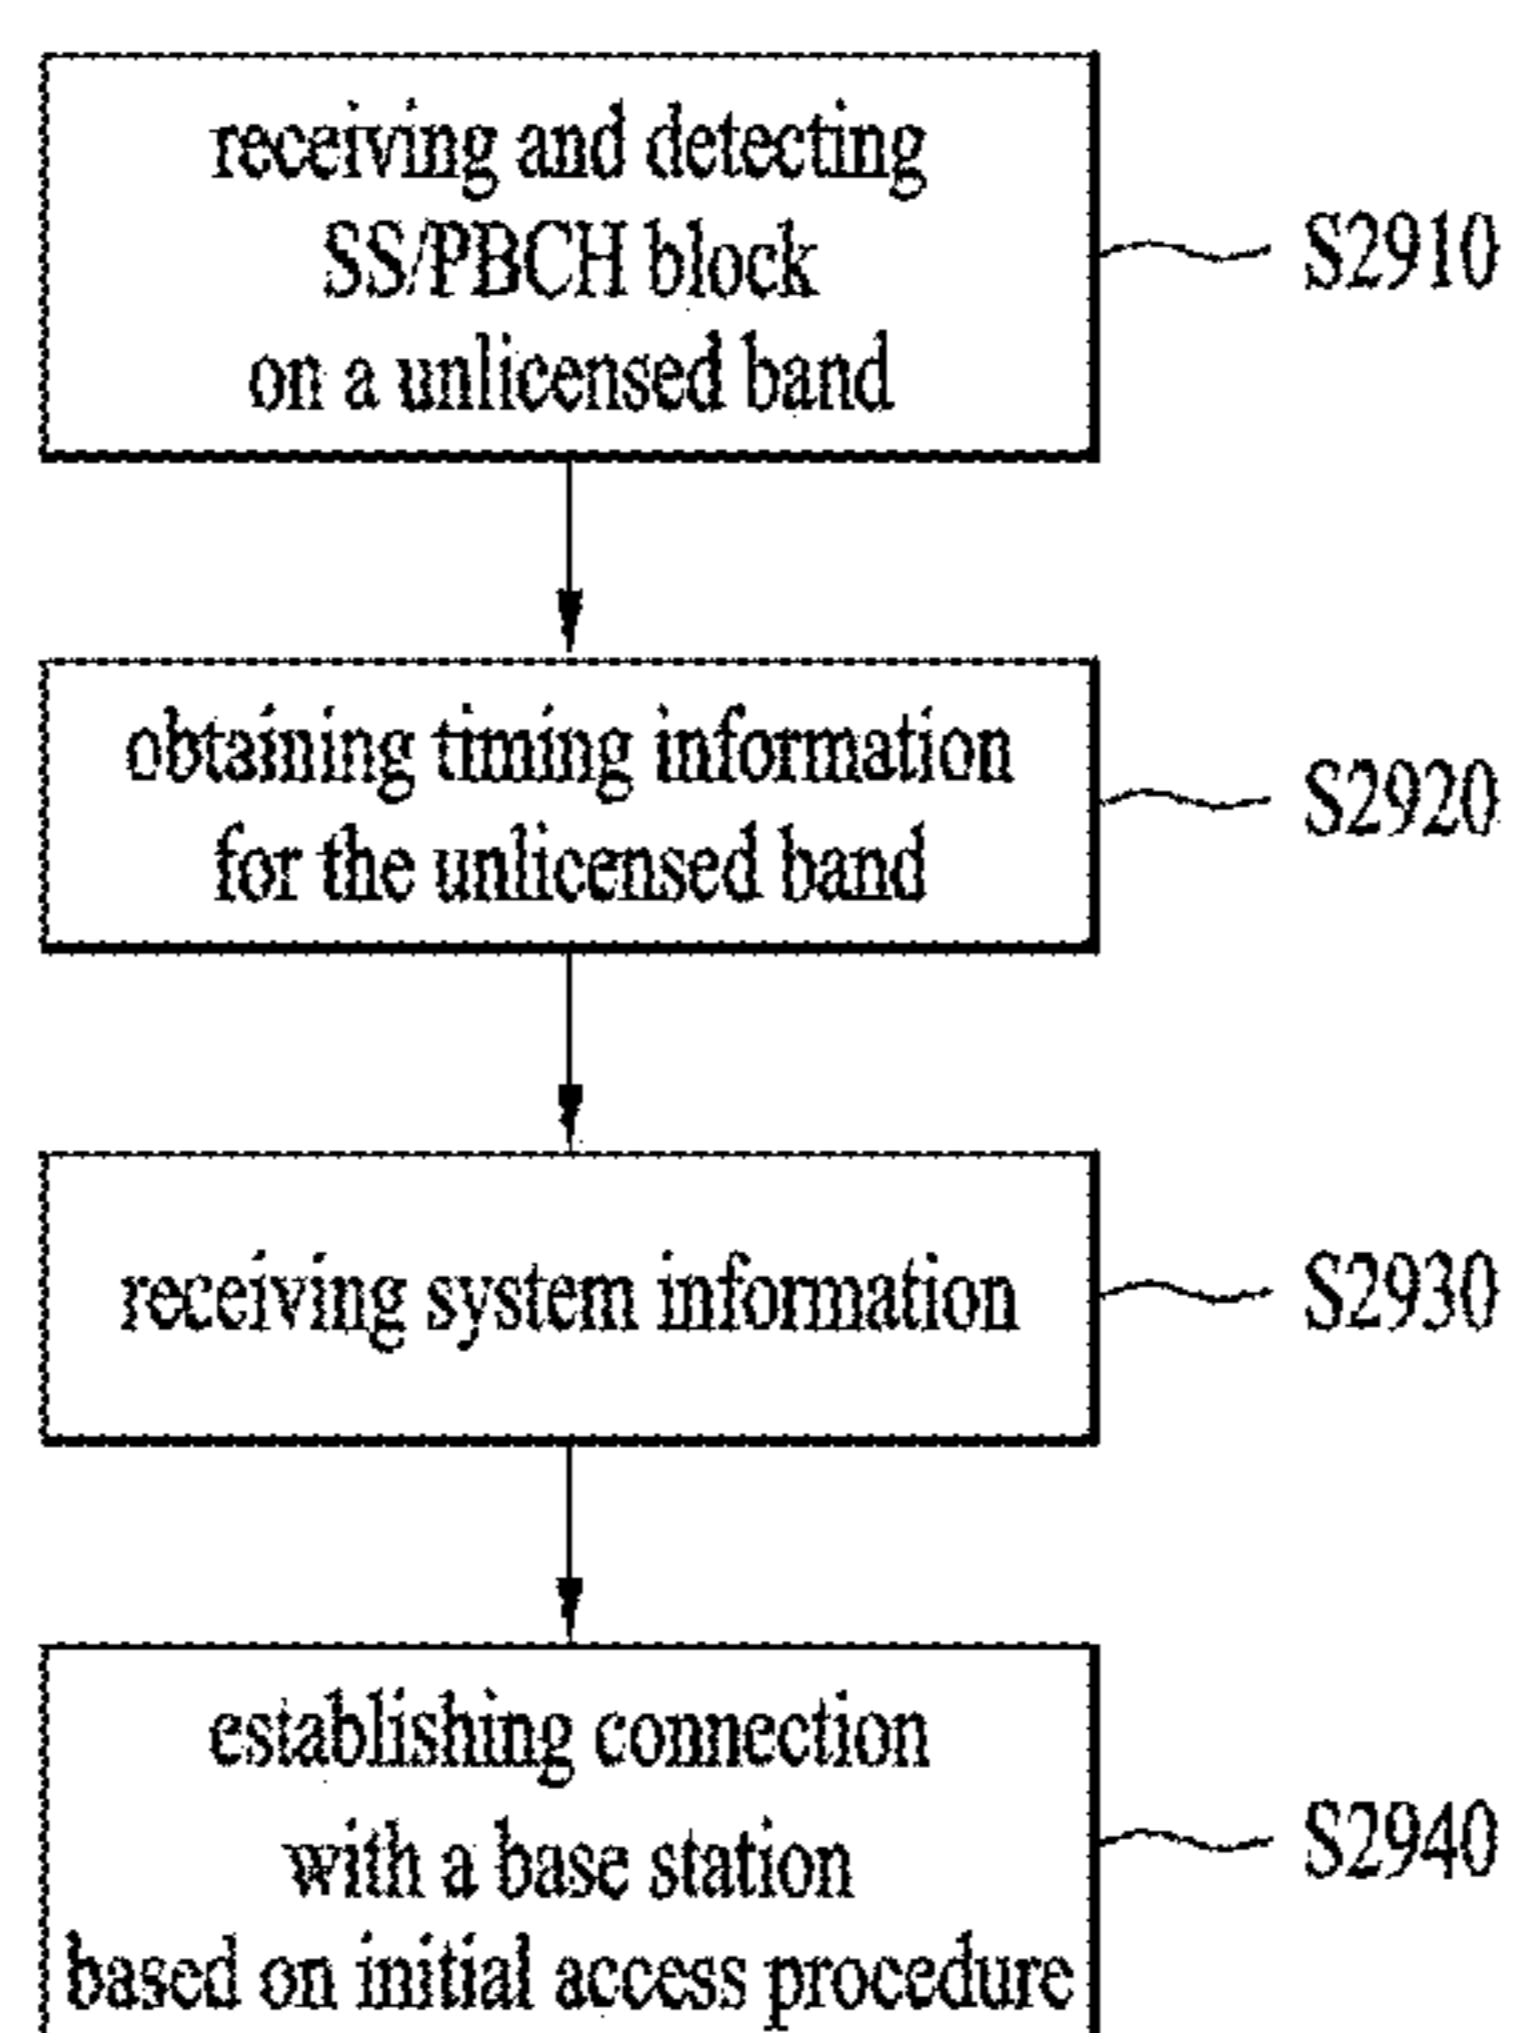 receiving and detecting
SS/PBCH block
on a unlicensed band
S2910
obtaining timing information
for the unlicensed band
S2920
receiving system information
S2930
establishing connection
with a base station
based on initial access procedure
S2940